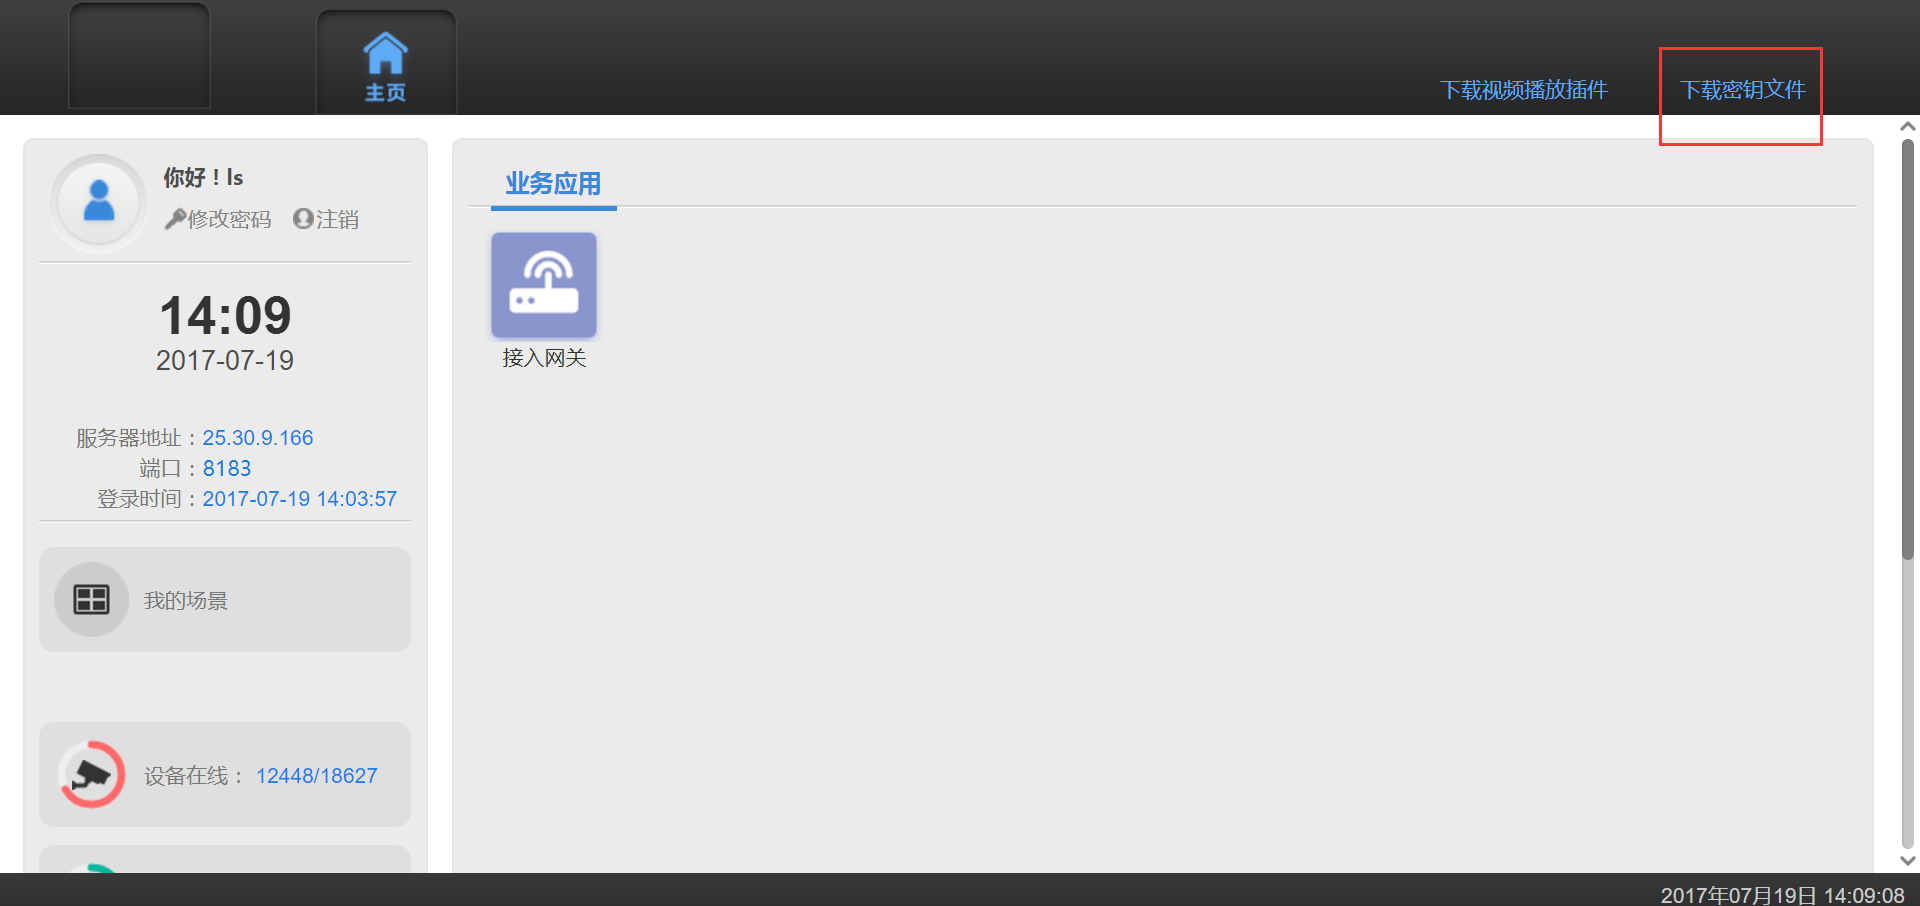 主页
下载视频播放插件
下载密钥文件
你好！ls
修改密码 注销
14:09
2017-07-19
服务器地址：25.30.9.166
端口：8183
登录时间：2017-07-19 14:03:57
我的场景
设备在线： 12448/18627
业务应用
接入网关
2017年07月19日 14:09:08